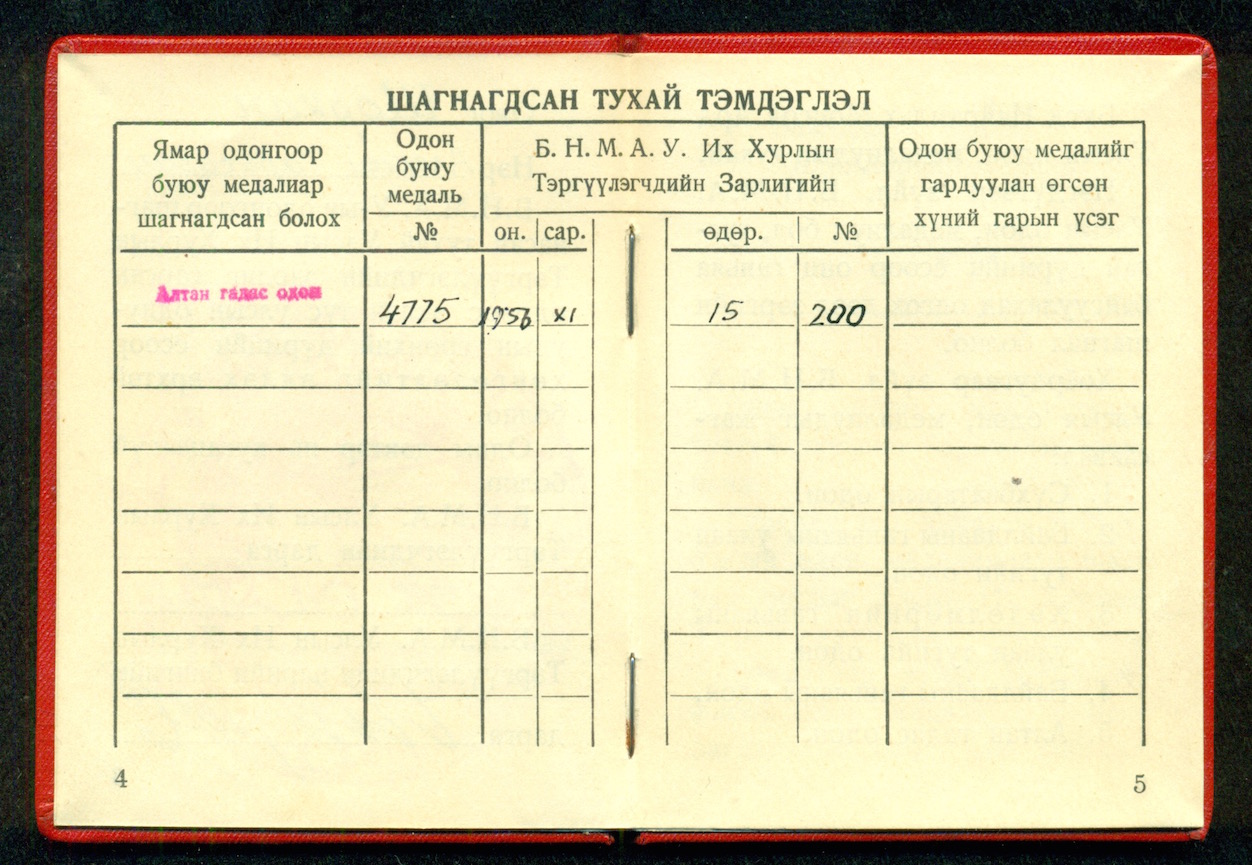 ШАГНАГДСАН ТУХАЙ ТЭМДЭГЛЭЛ
Ямар одонгоор
буюу медалиар
шагнагдсан болох
Одон
буюу
медаль
№
Б. Н. М. А. У. Их Хурлын
Тэргүүлэгчдийн Зарлигийн
он. сар.
өдөр. №
Одон буюу медалийг
гардуулан өгсөн
хүний гарын үсэг
Алтан гадас одон
4775 1956 XI 15 200
4
5